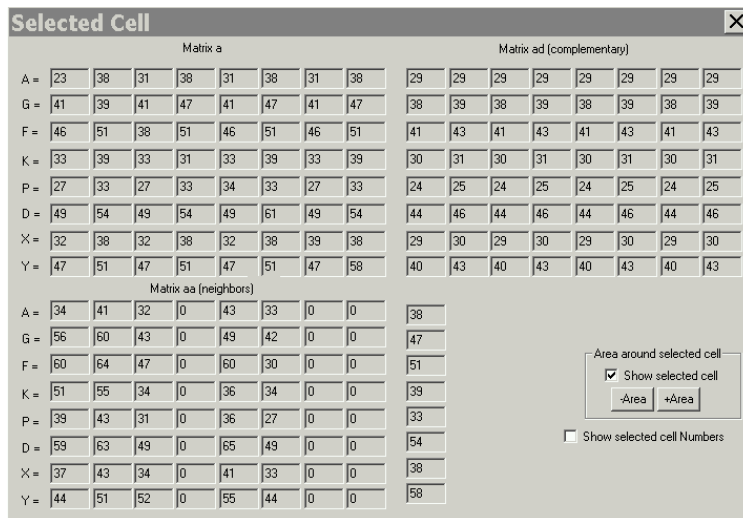 Selected Cell
Matrix a Matrix ad (complementary)
A = 23 38 31 38 31 38 31 38 29 29 29 29 29 29 29 29
G = 41 39 41 47 41 47 41 47 38 39 38 39 38 39 38 39
F = 46 51 38 51 46 51 46 51 41 43 41 43 41 43 41 43
K = 33 39 33 31 33 39 33 39 30 31 30 31 30 31 30 31
P = 27 33 27 33 34 33 27 33 24 25 24 25 24 25 24 25
D = 49 54 49 54 49 61 49 54 44 46 44 46 44 46 44 46
X = 32 38 32 38 32 38 39 38 29 30 29 30 29 30 29 30
Y = 47 51 47 51 47 51 47 58 40 43 40 43 40 43 40 43
Matrix aa (neighbors)
A = 34 41 32 0 43 33 0 0 38
G = 56 60 43 0 49 42 0 0 47
F = 60 64 47 0 60 30 0 0 51
K = 51 55 34 0 36 34 0 0 39
P = 39 43 31 0 36 27 0 0 33
D = 59 63 49 0 65 49 0 0 54
X = 37 43 34 0 41 33 0 0 38
Y = 44 51 52 0 55 44 0 0 58
Area around selected cell
Show selected cell
-Area +Area
Show selected cell Numbers